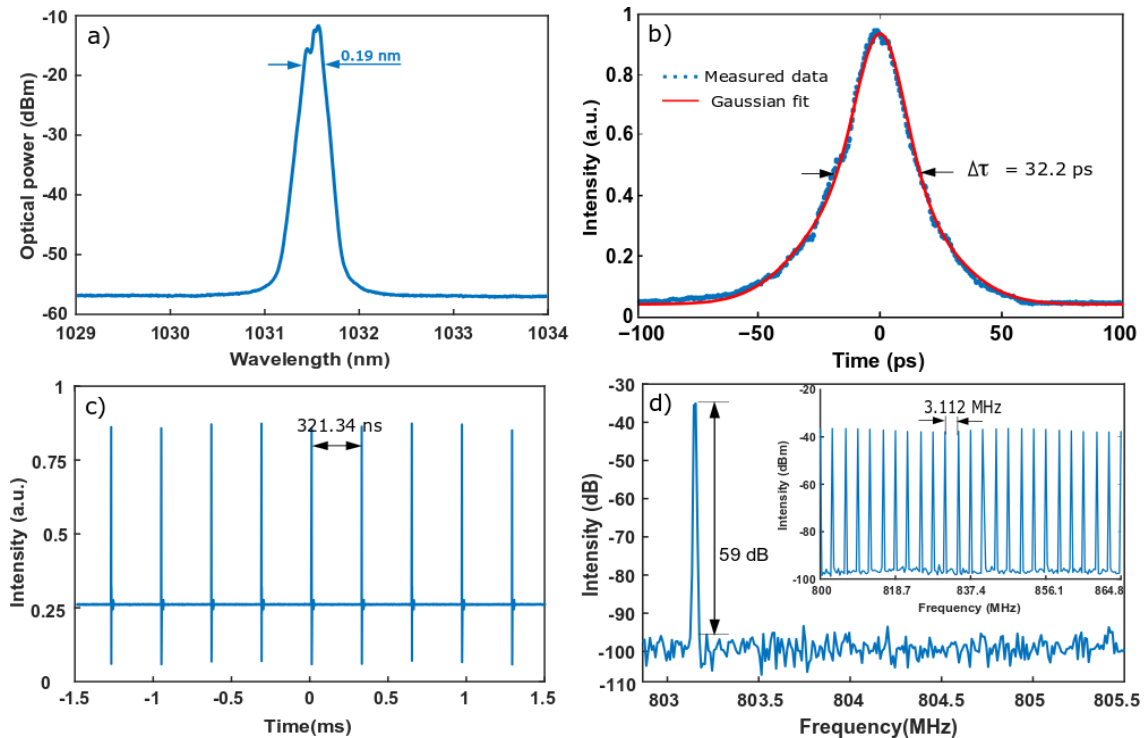 a)
-10
-20
-30
-40
-50
-60
Optical power (dBm)
0.19 nm
1029 1030 1031 1032 1033 1034
Wavelength (nm)
b)
1
0.8
0.6
0.4
0.2
0
Intensity (a.u.)
Measured data
Gaussian fit
Δτ = 32.2 ps
−100 −50 0 50 100
Time (ps)
c)
1
0.75
0.5
0.25
0
Intensity (a.u.)
321.34 ns
-1.5 -1 -0.5 0 0.5 1 1.5
Time(ms)
d)
-30
-40
-50
-60
-70
-80
-90
-100
-110
Intensity (dB)
59 dB
803 803.5 804 804.5 805 805.5
Frequency(MHz)
-20
-40
-60
-80
-100
Intensity (dBm)
3.112 MHz
800 818.7 837.4 856.1 864.8
Frequency (MHz)